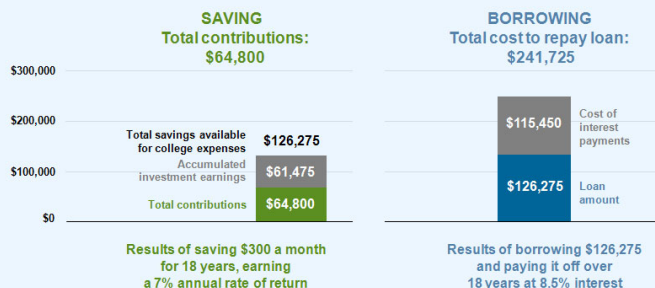 SAVING
Total contributions:
$64,800
$300,000
$200,000
$100,000
$0
Total savings available
for college expenses
$126,275
Accumulated
investment earnings
$61,475
Total contributions
$64,800
Results of saving $300 a month
for 18 years, earning
a 7% annual rate of return
BORROWING
Total cost to repay loan:
$241,725
$115,450
Cost of
interest
payments
$126,275
Loan
amount
Results of borrowing $126,275
and paying it off over
18 years at 8.5% interest